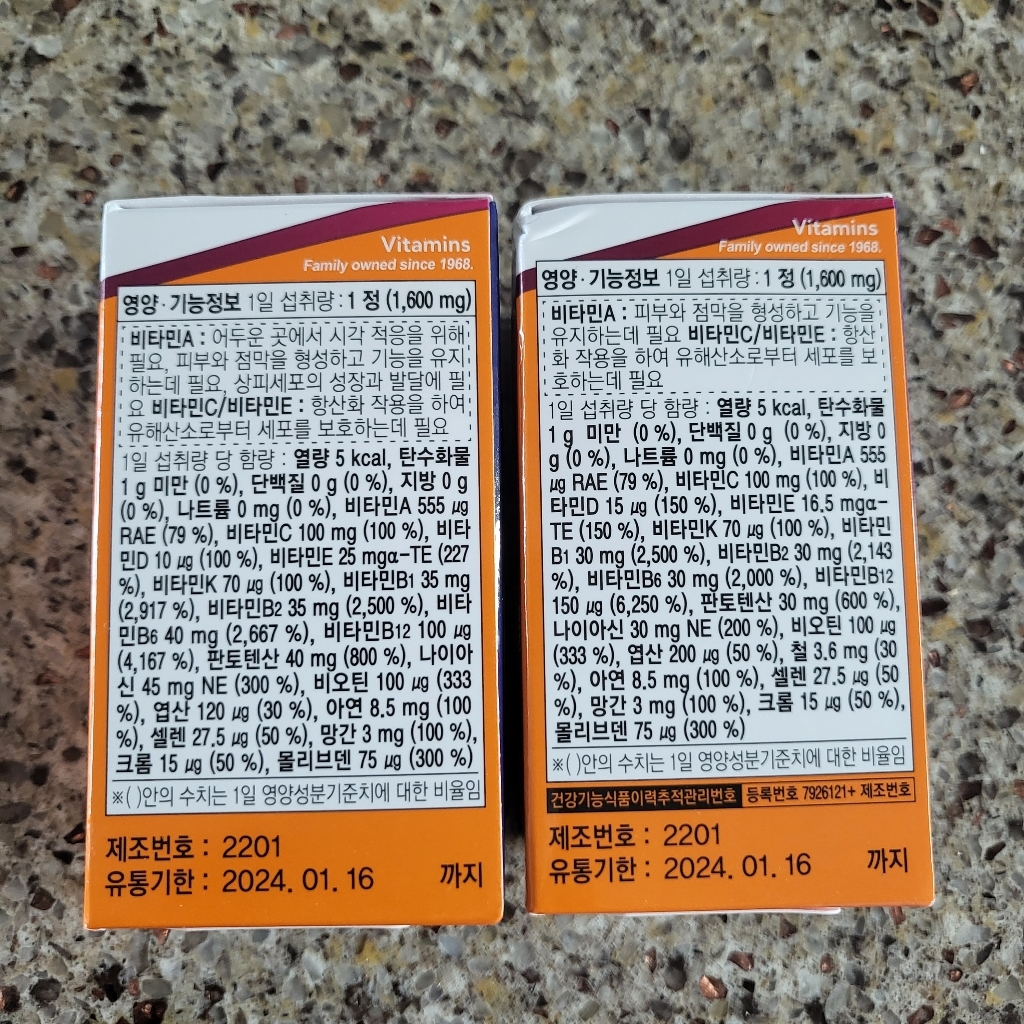 Vitamins
Family owned since 1968.
영양·기능정보 1일 섭취량 : 1 정 (1,600 mg)
비타민A : 어두운 곳에서 시각 적응을 위해
필요, 피부와 점막을 형성하고 기능을 유지
하는데 필요, 상피세포의 성장과 발달에 필
요 비타민C/비타민E : 항산화 작용을 하여
유해산소로부터 세포를 보호하는데 필요
1일 섭취량 당 함량 : 열량 5 kcal, 탄수화물
1 g 미만 (0 %), 단백질 0 g (0 %), 지방 0 g
(0 %), 나트륨 0 mg (0 %), 비타민A 555 μg
RAE (79 %), 비타민C 100 mg (100 %), 비타
민D 10 μg (100 %), 비타민E 25 mgα-TE (227
%), 비타민K 70 μg (100 %), 비타민B1 35 mg
(2,917 %), 비타민B2 35 mg (2,500 %), 비타
민B6 40 mg (2,667 %), 비타민B12 100 μg
(4,167 %), 판토텐산 40 mg (800 %), 나이아
신 45 mg NE (300 %), 비오틴 100 μg (333
%), 엽산 120 μg (30 %), 아연 8.5 mg (100
%), 셀렌 27.5 μg (50 %), 망간 3 mg (100 %),
크롬 15 μg (50 %), 몰리브덴 75 μg (300 %)
※( )안의 수치는 1일 영양성분기준치에 대한 비율임
제조번호 : 2201
유통기한 : 2024. 01. 16 까지
Vitamins
Family owned since 1968.
영양·기능정보 1일 섭취량 : 1 정 (1,600 mg)
비타민A : 피부와 점막을 형성하고 기능을
유지하는데 필요 비타민C/비타민E : 항산
화 작용을 하여 유해산소로부터 세포를 보
호하는데 필요
1일 섭취량 당 함량 : 열량 5 kcal, 탄수화물
1 g 미만 (0 %), 단백질 0 g (0 %), 지방 0
g (0 %), 나트륨 0 mg (0 %), 비타민A 555
μg RAE (79 %), 비타민C 100 mg (100 %), 비
타민D 15 μg (150 %), 비타민E 16.5 mgα-
TE (150 %), 비타민K 70 μg (100 %), 비타민
B1 30 mg (2,500 %), 비타민B2 30 mg (2,143
%), 비타민B6 30 mg (2,000 %), 비타민B12
150 μg (6,250 %), 판토텐산 30 mg (600 %),
나이아신 30 mg NE (200 %), 비오틴 100 μg
(333 %), 엽산 200 μg (50 %), 철 3.6 mg (30
%), 아연 8.5 mg (100 %), 셀렌 27.5 μg (50
%), 망간 3 mg (100 %), 크롬 15 μg (50 %),
몰리브덴 75 μg (300 %)
※( )안의 수치는 1일 영양성분기준치에 대한 비율임
건강기능식품이력추적관리번호 등록번호 7926121+ 제조번호
제조번호 : 2201
유통기한 : 2024. 01. 16 까지